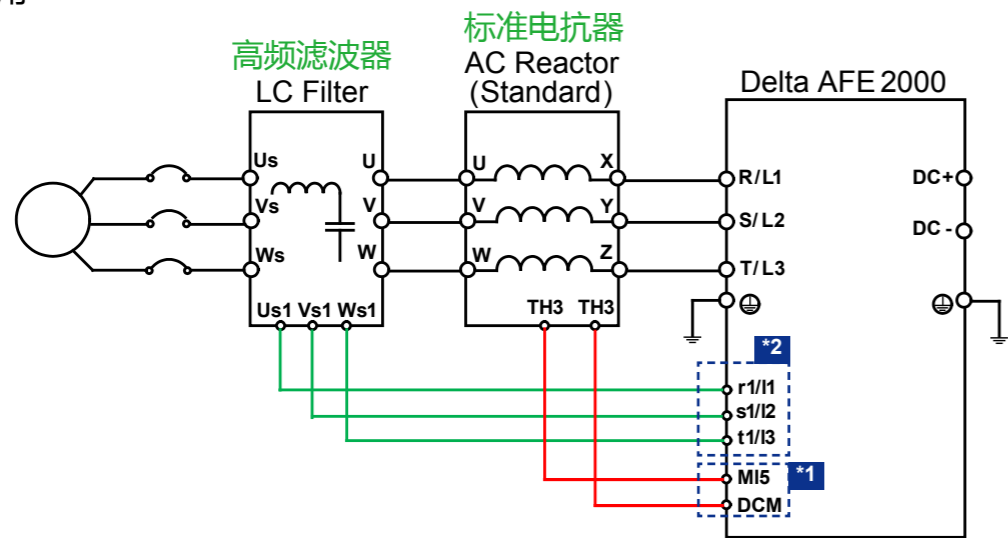 高频滤波器
LC Filter
标准电抗器
AC Reactor
(Standard)
Delta AFE 2000
Us
Vs
Ws
U
V
W
Us1 Vs1 Ws1
U
V
W
X
Y
Z
TH3 TH3
R/L1
S/L2
T/L3
DC+
DC -
*2
r1/l1
s1/l2
t1/l3
*1
MI5
DCM